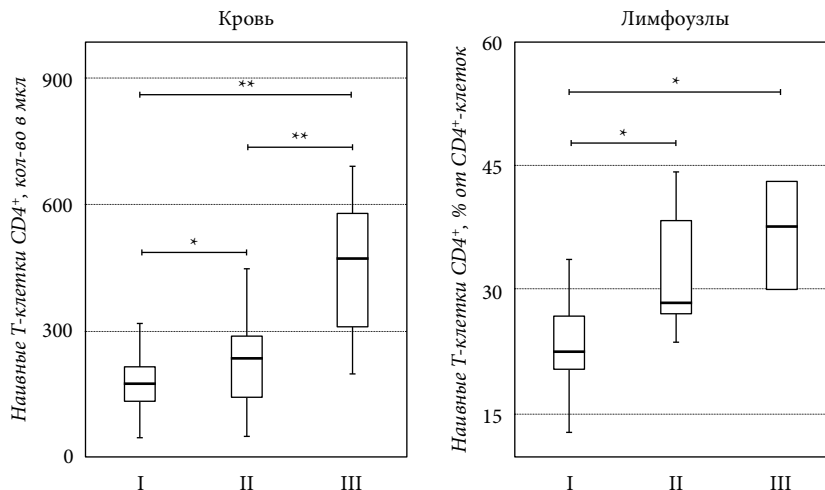 Кровь
Наивные Т-клетки CD4⁺, кол-во в мкл
900
600
300
0
**
**
*
I II III
Лимфоузлы
Наивные Т-клетки CD4⁺, % от CD4⁺-клеток
60
45
30
15
*
*
I II III